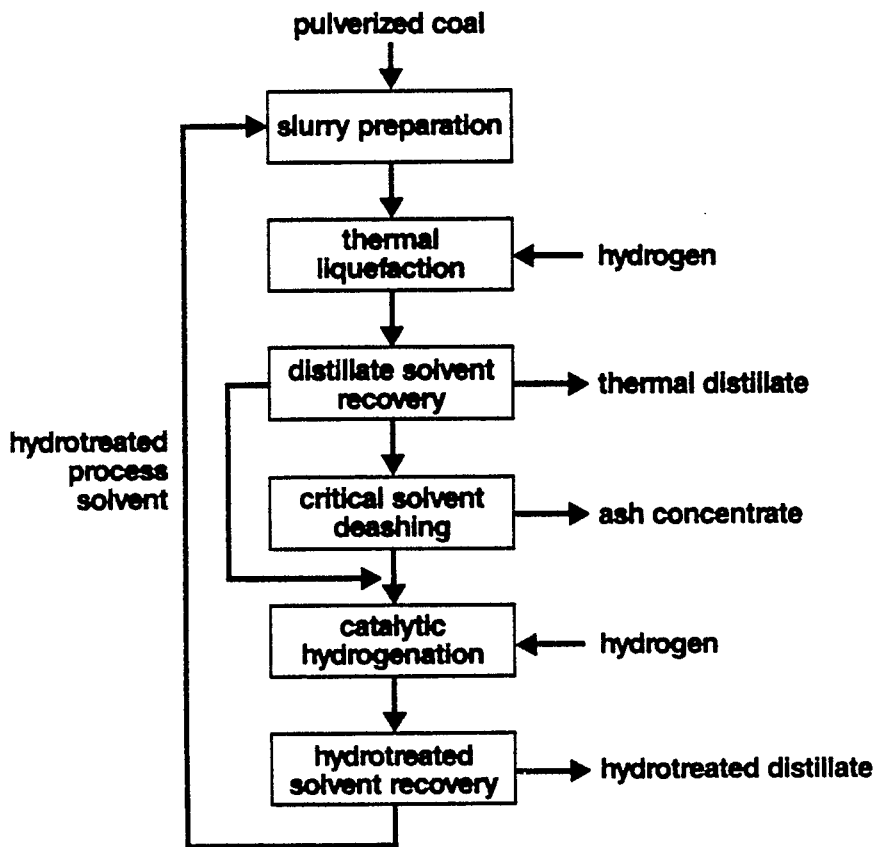 pulverized coal
slurry preparation
thermal
liquefaction
hydrogen
distillate solvent
recovery
thermal distillate
hydrotreated
process
solvent
critical solvent
deashing
ash concentrate
catalytic
hydrogenation
hydrogen
hydrotreated
solvent recovery
hydrotreated distillate